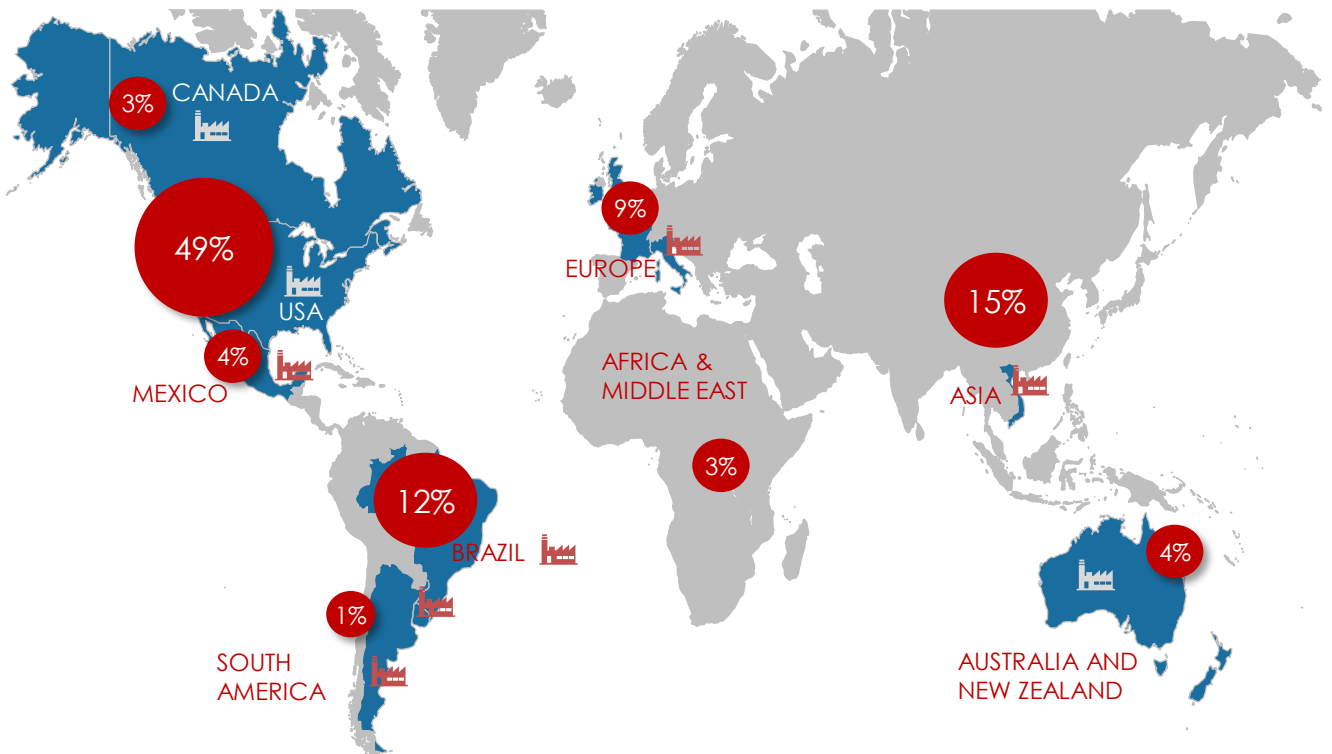 3%
CANADA
49%
USA
4%
MEXICO
9%
EUROPE
15%
ASIA
AFRICA &
MIDDLE EAST
3%
12%
BRAZIL
1%
SOUTH
AMERICA
4%
AUSTRALIA AND
NEW ZEALAND